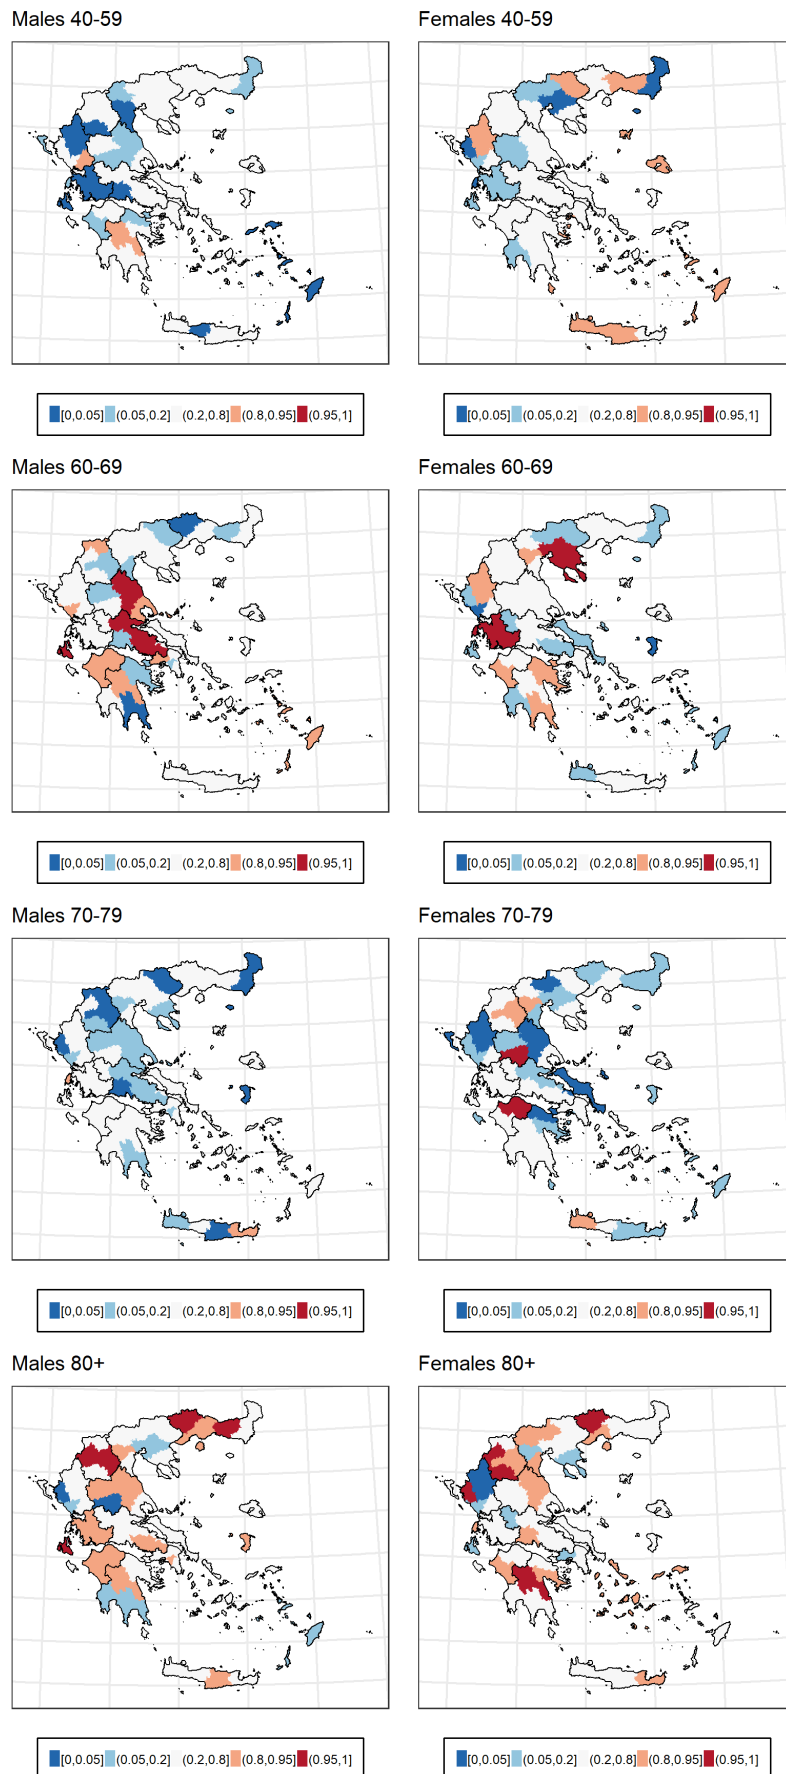 Males 40-59 Females 40-59
[0,0.05] (0.05,0.2] (0.2,0.8] (0.8,0.95] (0.95,1] [0,0.05] (0.05,0.2] (0.2,0.8] (0.8,0.95] (0.95,1]
Males 60-69 Females 60-69
[0,0.05] (0.05,0.2] (0.2,0.8] (0.8,0.95] (0.95,1] [0,0.05] (0.05,0.2] (0.2,0.8] (0.8,0.95] (0.95,1]
Males 70-79 Females 70-79
[0,0.05] (0.05,0.2] (0.2,0.8] (0.8,0.95] (0.95,1] [0,0.05] (0.05,0.2] (0.2,0.8] (0.8,0.95] (0.95,1]
Males 80+ Females 80+
[0,0.05] (0.05,0.2] (0.2,0.8] (0.8,0.95] (0.95,1] [0,0.05] (0.05,0.2] (0.2,0.8] (0.8,0.95] (0.95,1]